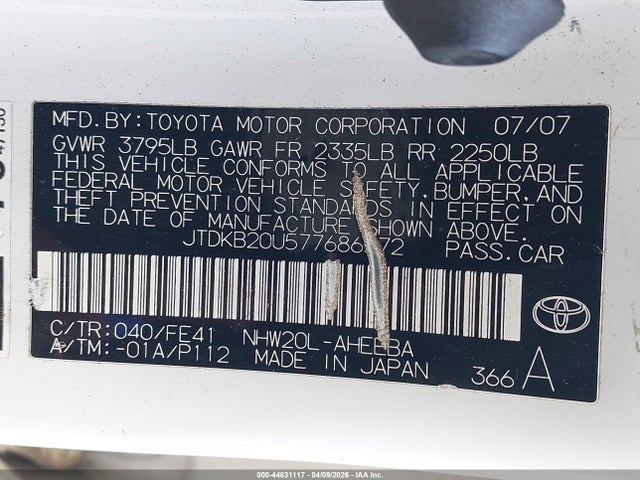 MFD. BY: TOYOTA MOTOR CORPORATION 07/07
GVWR 3795LB GAWR FR 2335LB RR 2250LB
THIS VEHICLE CONFORMS TO ALL APPLICABLE
FEDERAL MOTOR VEHICLE SAFETY, BUMPER, AND
THEFT PREVENTION STANDARDS IN EFFECT ON
THE DATE OF MANUFACTURE SHOWN ABOVE.
PASS.CAR
C/TR: 040/FE41 NHW20L-AHEEBA
A/TM: -01A/P112 MADE IN JAPAN 366 A
TOYOTA
000-44831117 - 04/09/2026 - IAA Inc.